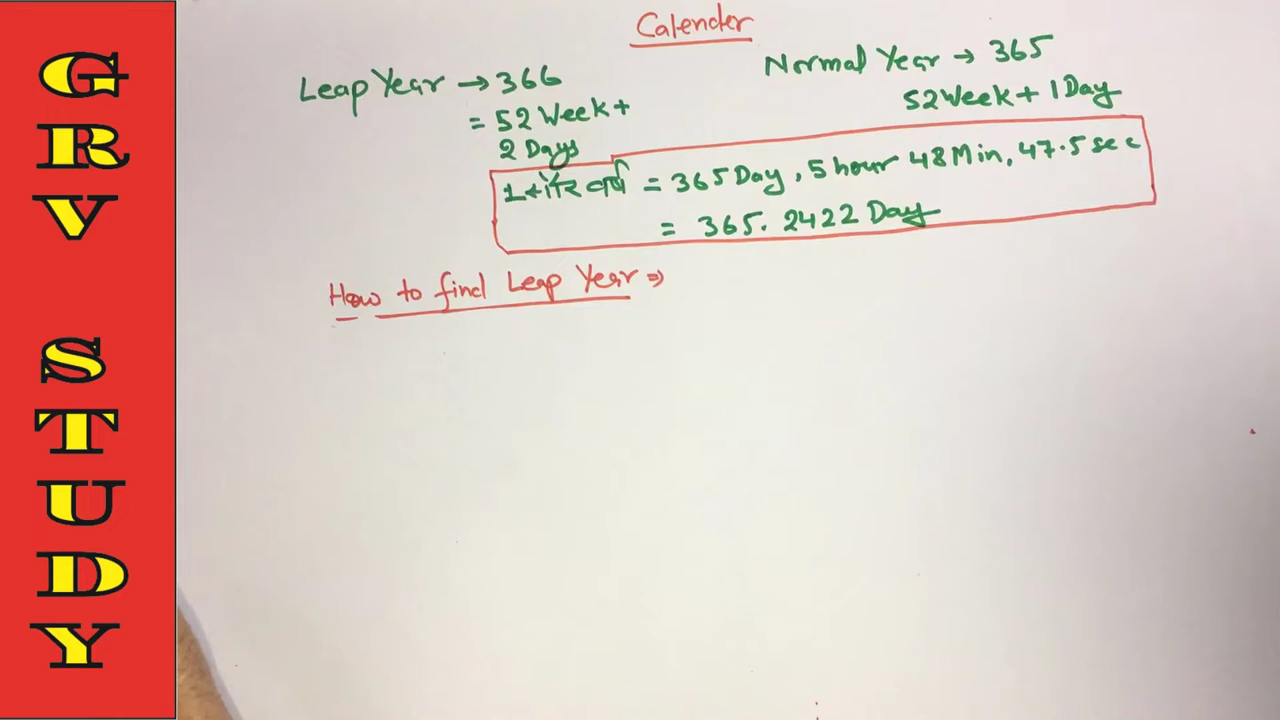 GRV STUDY
Calender
Leap Year → 366
= 52 Week +
2 Days
Normal Year → 365
52 Week + 1 Day
1 सौर वर्ष = 365 Day, 5 hour 48 Min, 47.5 sec
= 365.2422 Day
How to find Leap Year ⇒